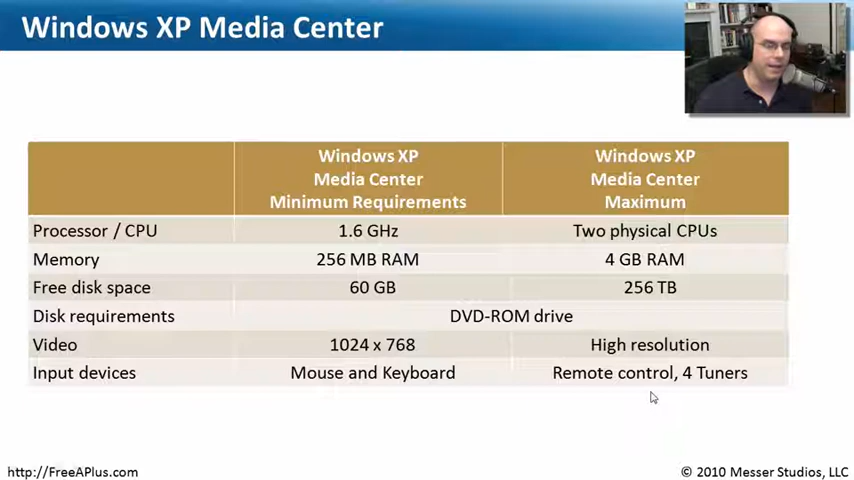 Windows XP Media Center
Windows XP Media Center Minimum Requirements
Windows XP Media Center Maximum
Processor / CPU 1.6 GHz Two physical CPUs
Memory 256 MB RAM 4 GB RAM
Free disk space 60 GB 256 TB
Disk requirements DVD-ROM drive
Video 1024 x 768 High resolution
Input devices Mouse and Keyboard Remote control, 4 Tuners
http://FreeAPlus.com © 2010 Messer Studios, LLC